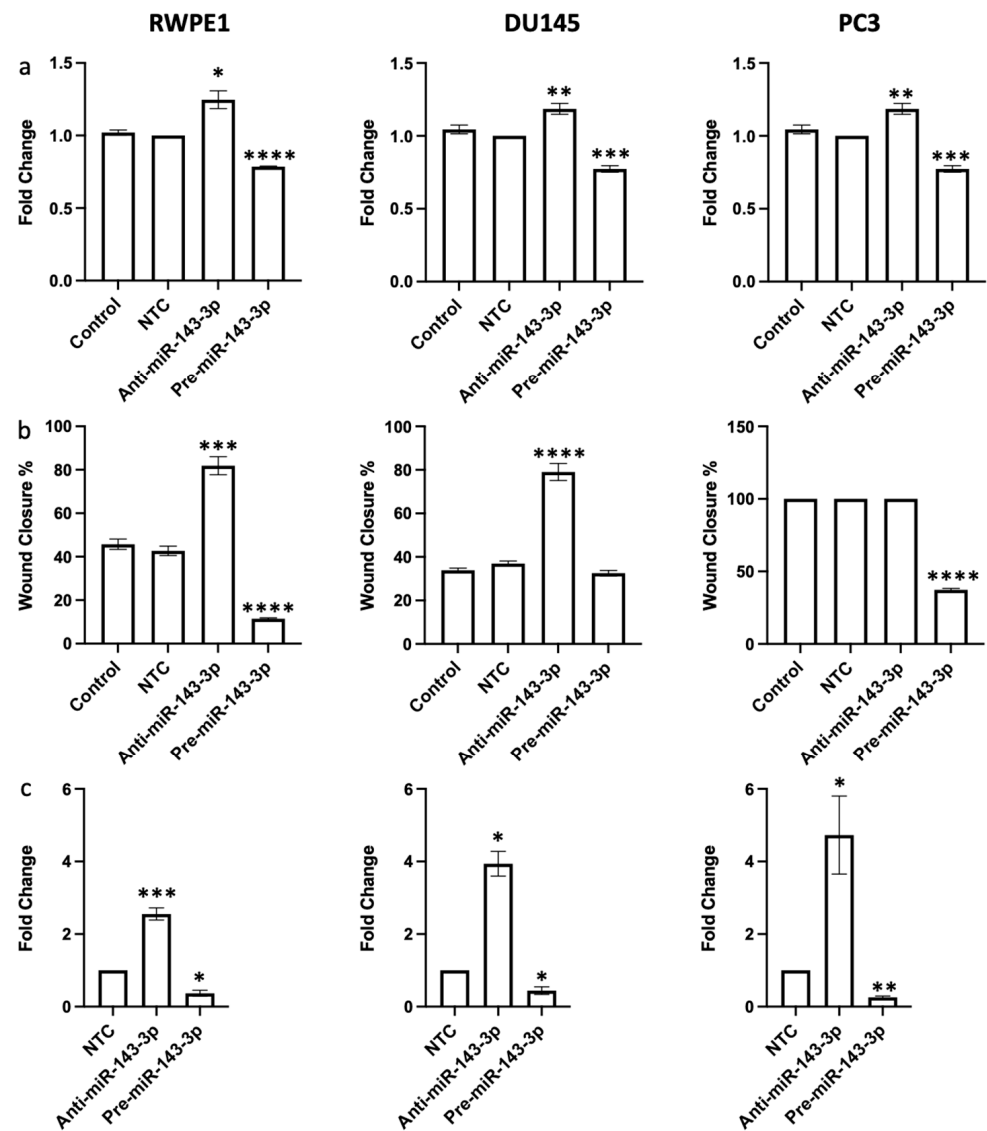 RWPE1 DU145 PC3
a
Fold Change
1.5
1.0
0.5
0.0
*
****
Control
NTC
Anti-miR-143-3p
Pre-miR-143-3p
Fold Change
1.5
1.0
0.5
0.0
**
***
Control
NTC
Anti-miR-143-3p
Pre-miR-143-3p
Fold Change
1.5
1.0
0.5
0.0
**
***
Control
NTC
Anti-miR-143-3p
Pre-miR-143-3p
b
Wound Closure %
100
80
60
40
20
0
***
****
Control
NTC
Anti-miR-143-3p
Pre-miR-143-3p
Wound Closure %
100
80
60
40
20
0
****
Control
NTC
Anti-miR-143-3p
Pre-miR-143-3p
Wound Closure %
150
100
50
0
****
Control
NTC
Anti-miR-143-3p
Pre-miR-143-3p
c
Fold Change
6
4
2
0
***
*
NTC
Anti-miR-143-3p
Pre-miR-143-3p
Fold Change
6
4
2
0
*
*
NTC
Anti-miR-143-3p
Pre-miR-143-3p
Fold Change
6
4
2
0
*
**
NTC
Anti-miR-143-3p
Pre-miR-143-3p